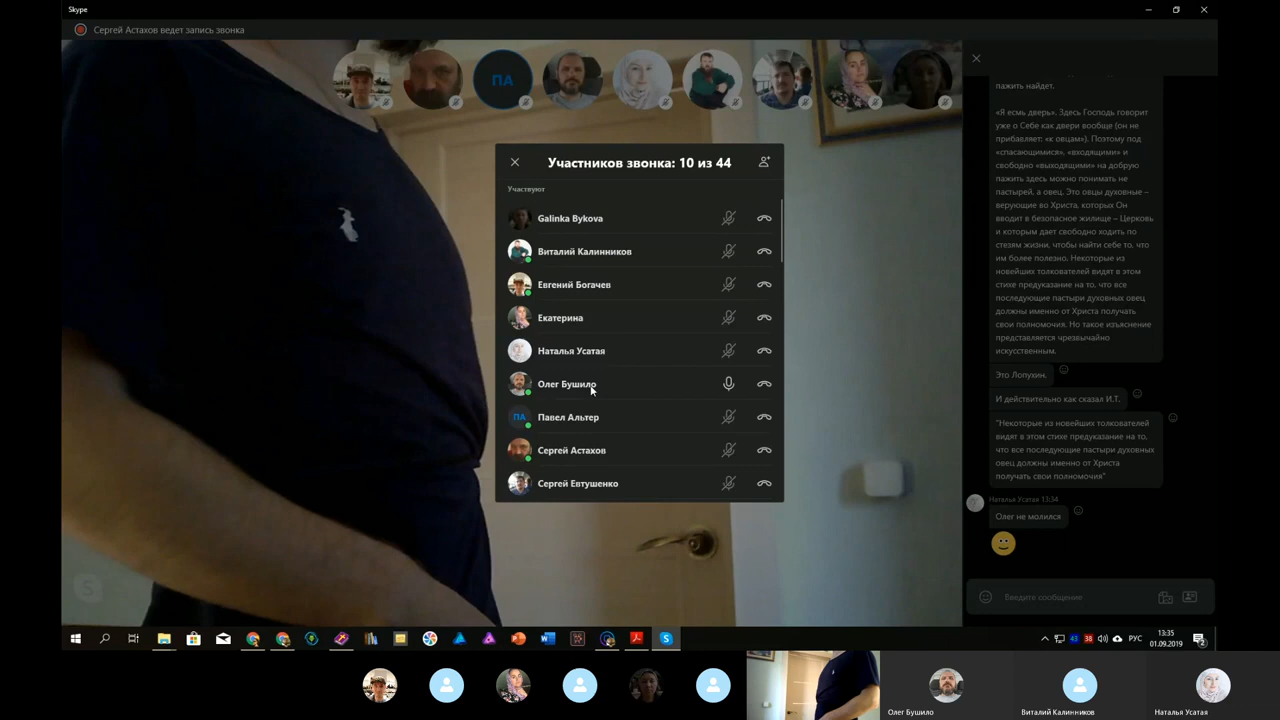 Skype
Сергей Астахов ведет запись звонка
ПА
Участников звонка: 10 из 44
Участвуют
Galinka Bykova
Виталий Калинников
Евгений Богачев
Екатерина
Наталья Усатая
Олег Бушило
ПА
Павел Альтер
Сергей Астахов
Сергей Евтушенко
пажить найдет.
«Я есмь дверь». Здесь Господь говорит
уже о Себе как двери вообще (он не
прибавляет: «к овцам»). Поэтому под
«спасающимися», «входящими» и
свободно «выходящими» на добрую
пажить здесь можно понимать не
пастырей, а овец. Это овцы духовные –
верующие во Христа, которых Он
вводит в безопасное жилище – Церковь
и которым дает свободно ходить по
стезям жизни, чтобы найти себе то, что
им более полезно. Некоторые из
новейших толкователей видят в этом
стихе предуказание на то, что все
последующие пастыри духовных овец
должны именно от Христа получать
свои полномочия. Но такое изъяснение
представляется чрезвычайно
искусственным.
Это Лопухин.
И действительно как сказал И.Т.
"Некоторые из новейших толкователей
видят в этом стихе предуказание на то,
что все последующие пастыри духовных
овец должны именно от Христа
получать свои полномочия"
Наталья Усатая 13:34
Олег не молился
Введите сообщение
43
38
РУС
13:35
01.09.2019
2
Олег Бушило
Виталий Калинников
Наталья Усатая